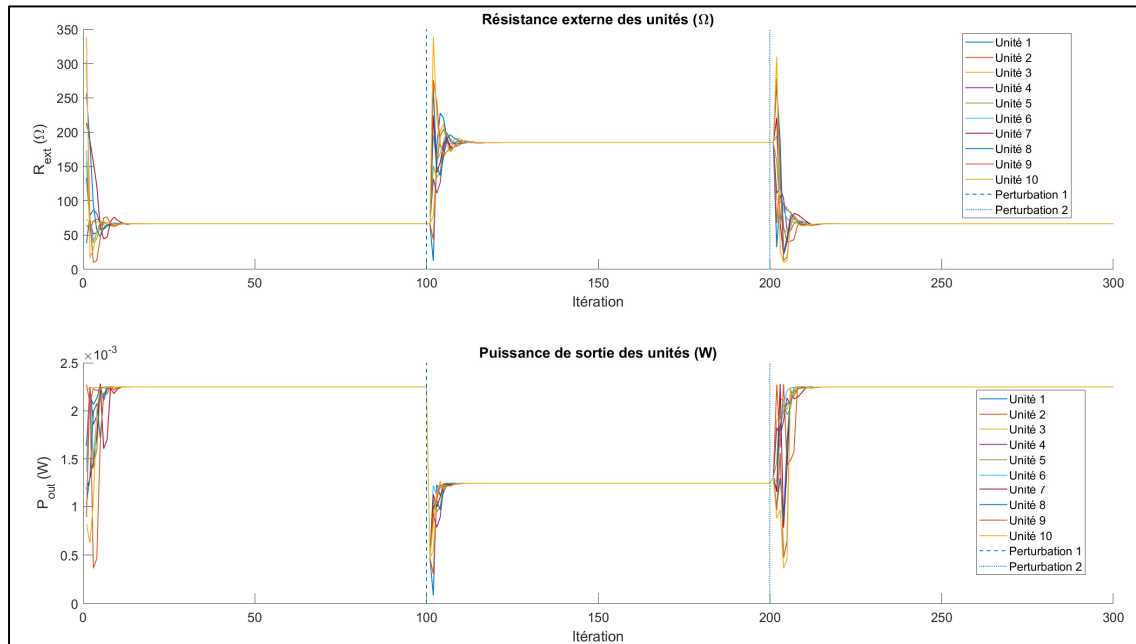 Résistance externe des unités (Ω)
350
300
250
200
150
100
50
0
R_ext (Ω)
0
50
100
150
200
250
300
Itération
Unité 1
Unité 2
Unité 3
Unité 4
Unité 5
Unité 6
Unité 7
Unité 8
Unité 9
Unité 10
Perturbation 1
Perturbation 2
Puissance de sortie des unités (W)
×10^-3
2.5
2
1.5
1
0.5
0
P_out (W)
0
50
100
150
200
250
300
Itération
Unité 1
Unité 2
Unité 3
Unité 4
Unité 5
Unité 6
Unité 7
Unité 8
Unité 9
Unité 10
Perturbation 1
Perturbation 2